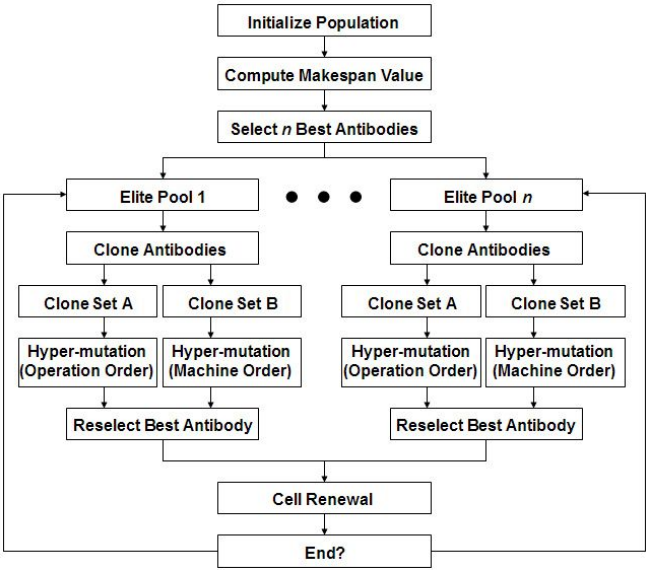 Initialize Population
Compute Makespan Value
Select n Best Antibodies
Elite Pool 1
Elite Pool n
Clone Antibodies
Clone Antibodies
Clone Set A
Clone Set B
Clone Set A
Clone Set B
Hyper-mutation
(Operation Order)
Hyper-mutation
(Machine Order)
Hyper-mutation
(Operation Order)
Hyper-mutation
(Machine Order)
Reselect Best Antibody
Reselect Best Antibody
Cell Renewal
End?